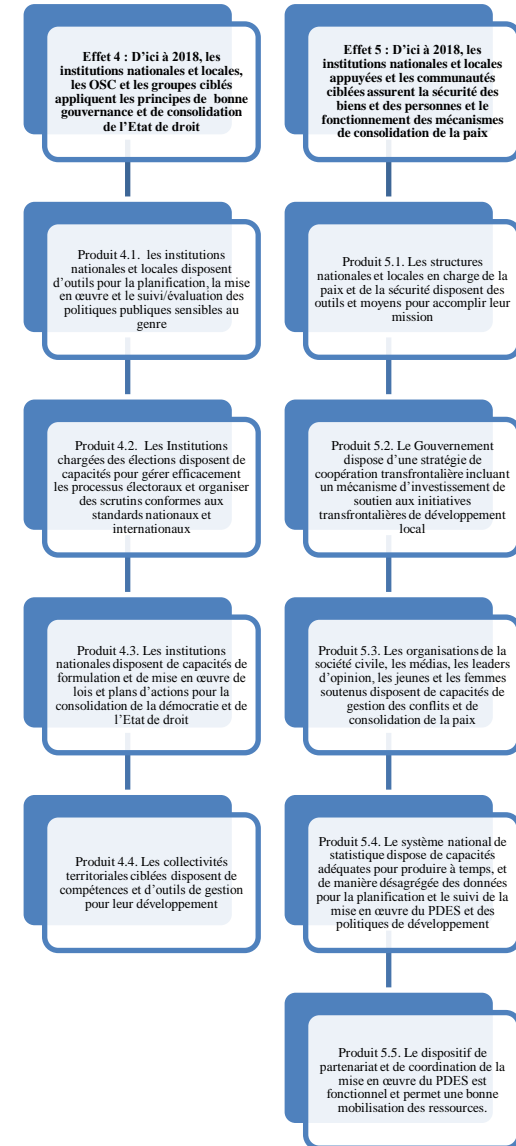 Effet 4 : D’ici à 2018, les
institutions nationales et locales,
les OSC et les groupes ciblés
appliquent les principes de bonne
gouvernance et de consolidation
de l’Etat de droit
Produit 4.1. les institutions
nationales et locales disposent
d’outils pour la planification, la mise
en œuvre et le suivi/évaluation des
politiques publiques sensibles au
genre
Produit 4.2. Les Institutions
chargées des élections disposent de
capacités pour gérer efficacement
les processus électoraux et organiser
des scrutins conformes aux
standards nationaux et
internationaux
Produit 4.3. Les institutions
nationales disposent de capacités de
formulation et de mise en œuvre de
lois et plans d’actions pour la
consolidation de la démocratie et de
l’Etat de droit
Produit 4.4. Les collectivités
territoriales ciblées disposent de
compétences et d’outils de gestion
pour leur développement
Effet 5 : D’ici à 2018, les
institutions nationales et locales
appuyées et les communautés
ciblées assurent la sécurité des
biens et des personnes et le
fonctionnement des mécanismes
de consolidation de la paix
Produit 5.1. Les structures
nationales et locales en charge de la
paix et de la sécurité disposent des
outils et moyens pour accomplir leur
mission
Produit 5.2. Le Gouvernement
dispose d’une stratégie de
coopération transfrontalière incluant
un mécanisme d’investissement de
soutien aux initiatives
transfrontalières de développement
local
Produit 5.3. Les organisations de la
société civile, les médias, les leaders
d’opinion, les jeunes et les femmes
soutenus disposent de capacités de
gestion des conflits et de
consolidation de la paix
Produit 5.4. Le système national de
statistique dispose de capacités
adéquates pour produire à temps, et
de manière désagrégée des données
pour la planification et le suivi de la
mise en œuvre du PDES et des
politiques de développement
Produit 5.5. Le dispositif de
partenariat et de coordination de la
mise en œuvre du PDES est
fonctionnel et permet une bonne
mobilisation des ressources.